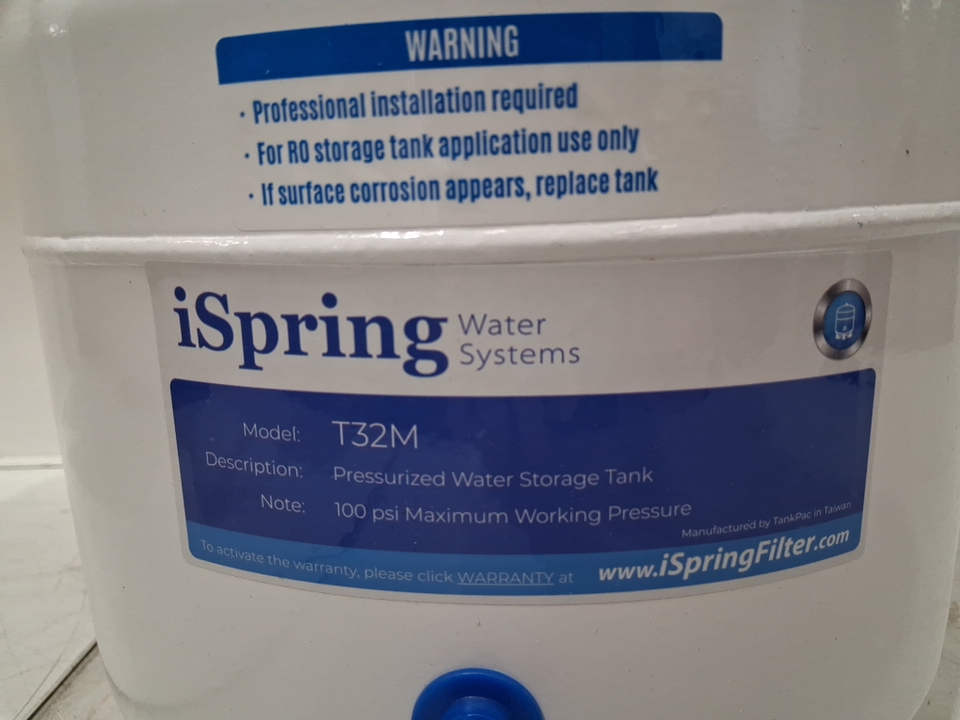 WARNING
· Professional installation required
· For RO storage tank application use only
· If surface corrosion appears, replace tank
iSpring Water Systems
Model: T32M
Description: Pressurized Water Storage Tank
Note: 100 psi Maximum Working Pressure
Manufactured by TankPac in Taiwan
To activate the warranty, please click WARRANTY at www.iSpringFilter.com